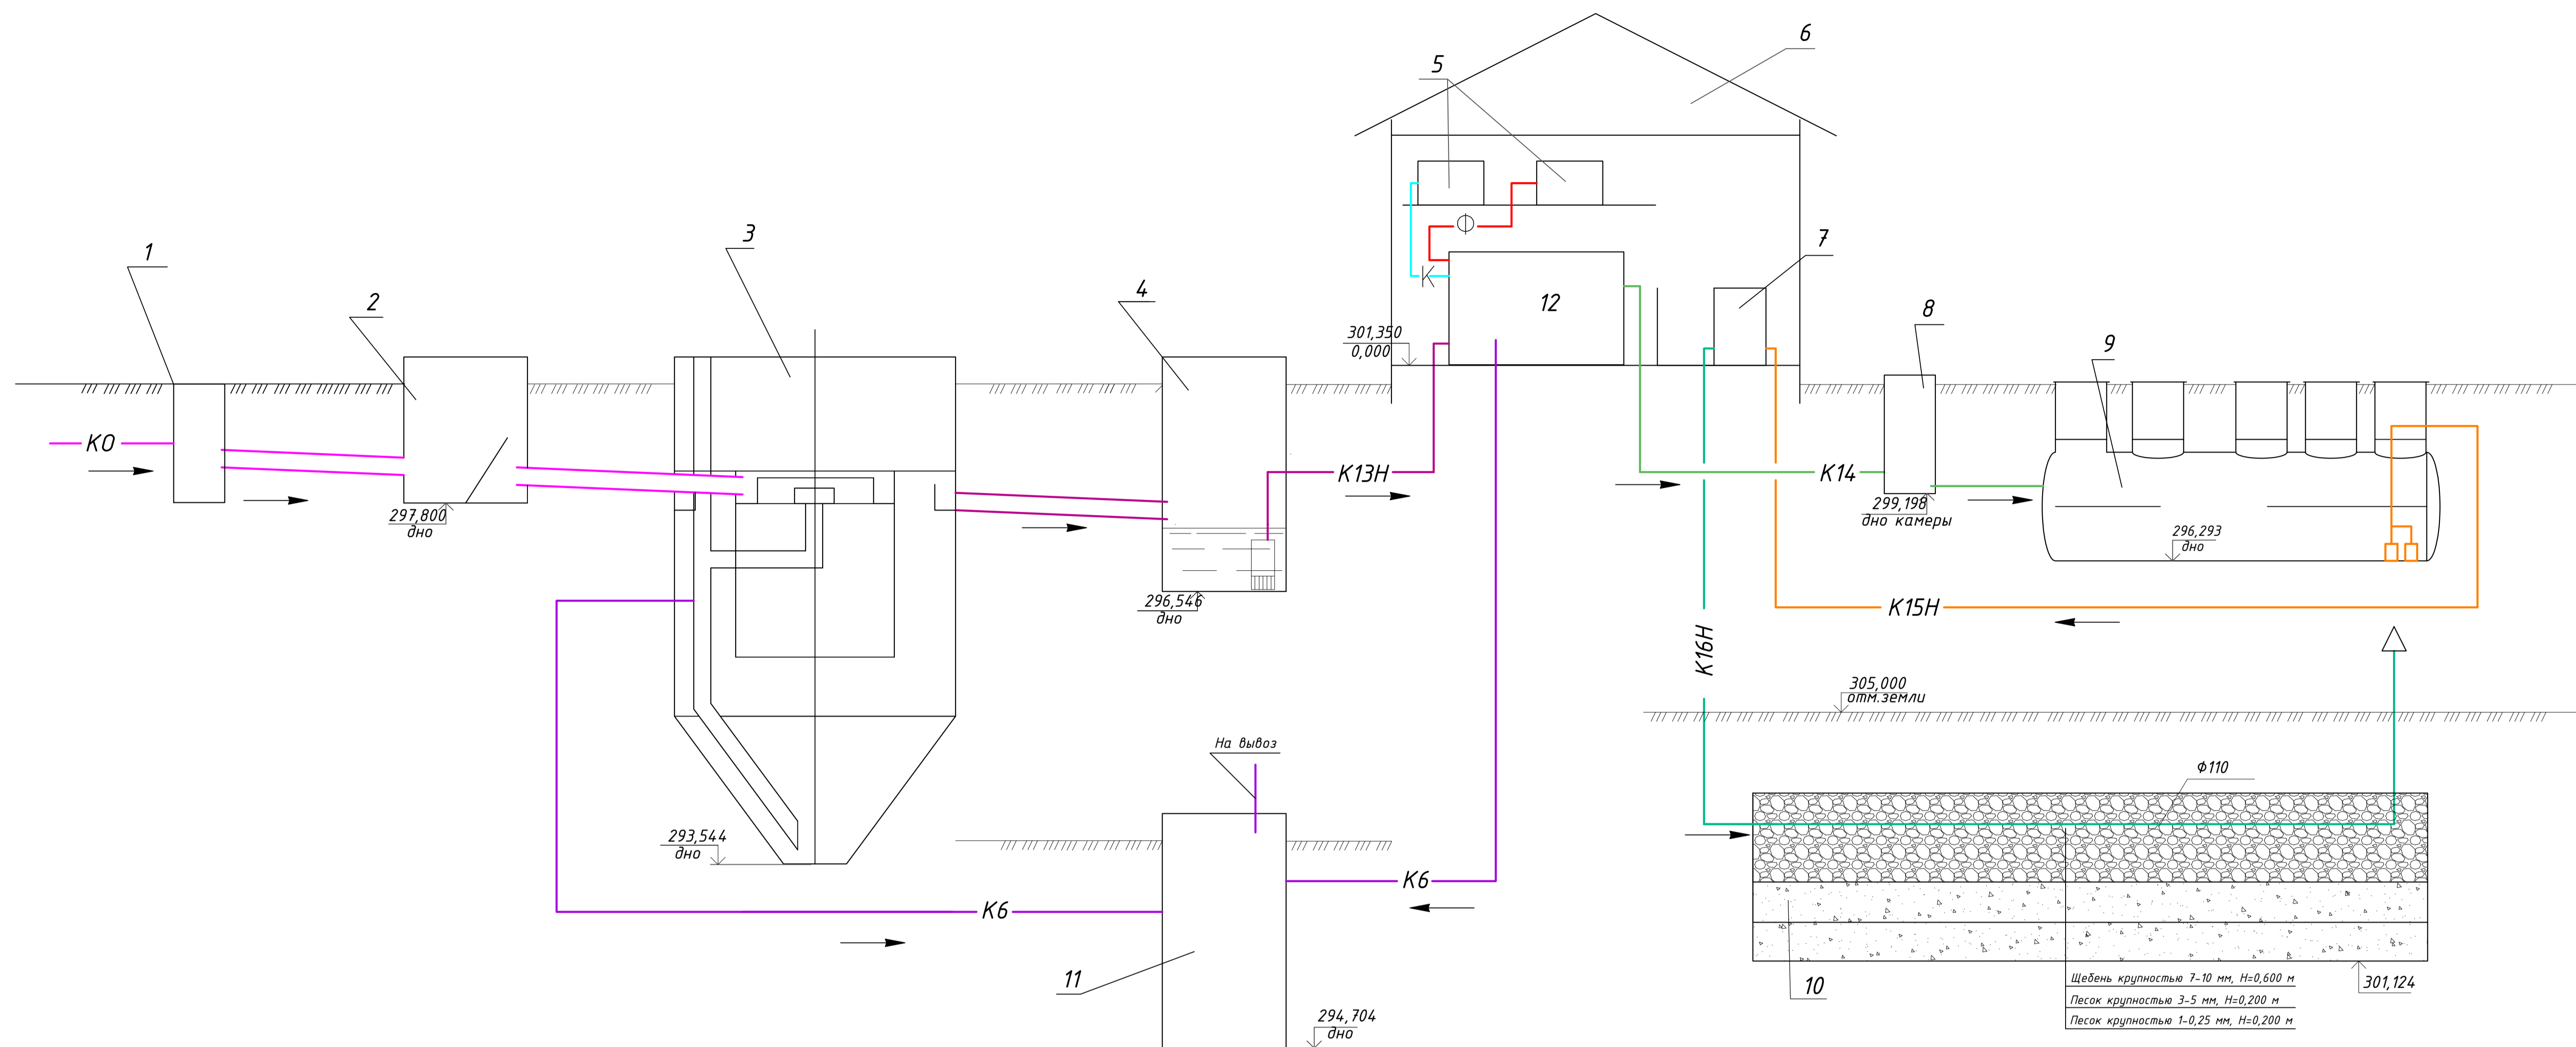 1
2
3
4
5
6
7
8
9
К0
297,800
дно
293,544
дно
296,546
дно
К13Н
301,350
0,000
12
К14
299,198
дно камеры
296,293
дно
К15Н
К16Н
305,000
отм.земли
На вывоз
К6
К6
11
294,704
дно
ϕ110
10
Щебень крупностью 7-10 мм, Н=0,600 м
Песок крупностью 3-5 мм, Н=0,200 м
Песок крупностью 1-0,25 мм, Н=0,200 м
301,124